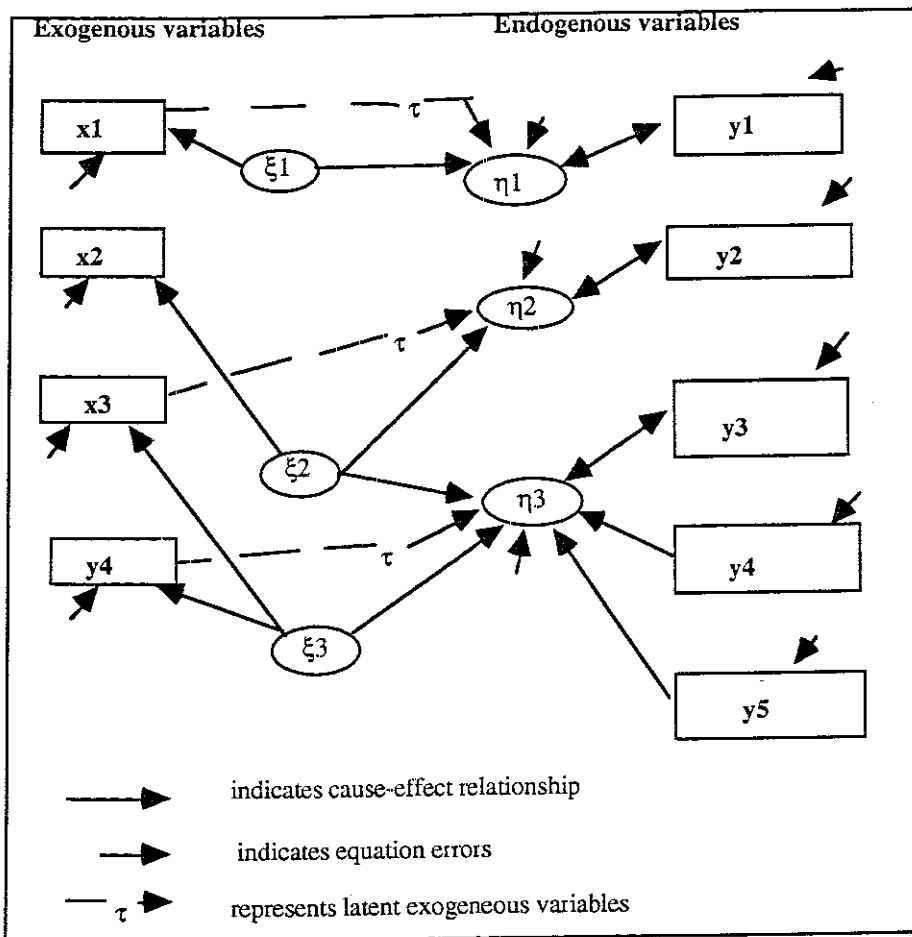 Exogenous variables Endogenous variables
x1 τ y1
ξ1 η1
x2 y2
η2
τ
x3 y3
ξ2 η3
y4 τ y4
ξ3
y5
indicates cause-effect relationship
indicates equation errors
τ represents latent exogeneous variables